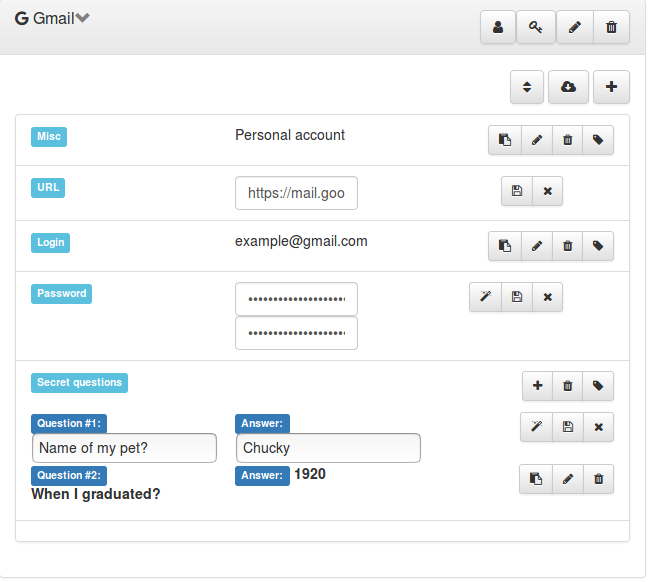 G Gmail
Misc Personal account
URL https://mail.goo
Login example@gmail.com
Password ••••••••••••••••••••
••••••••••••••••••••
Secret questions
Question #1: Answer:
Name of my pet? Chucky
Question #2: Answer: 1920
When I graduated?